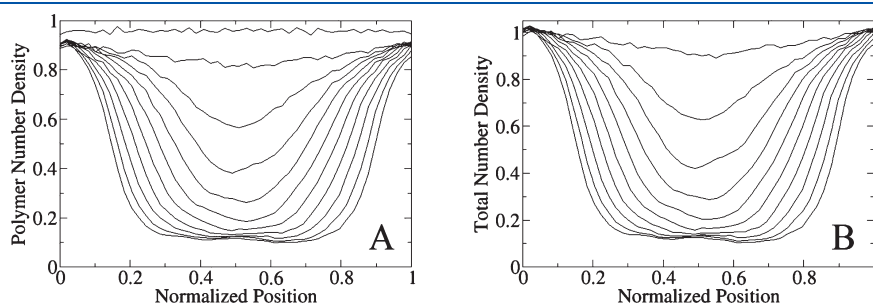 1
0.8
0.6
0.4
0.2
0
Polymer Number Density
0 0.2 0.4 0.6 0.8 1
Normalized Position
A
1
0.8
0.6
0.4
0.2
0
Total Number Density
0 0.2 0.4 0.6 0.8
Normalized Position
B